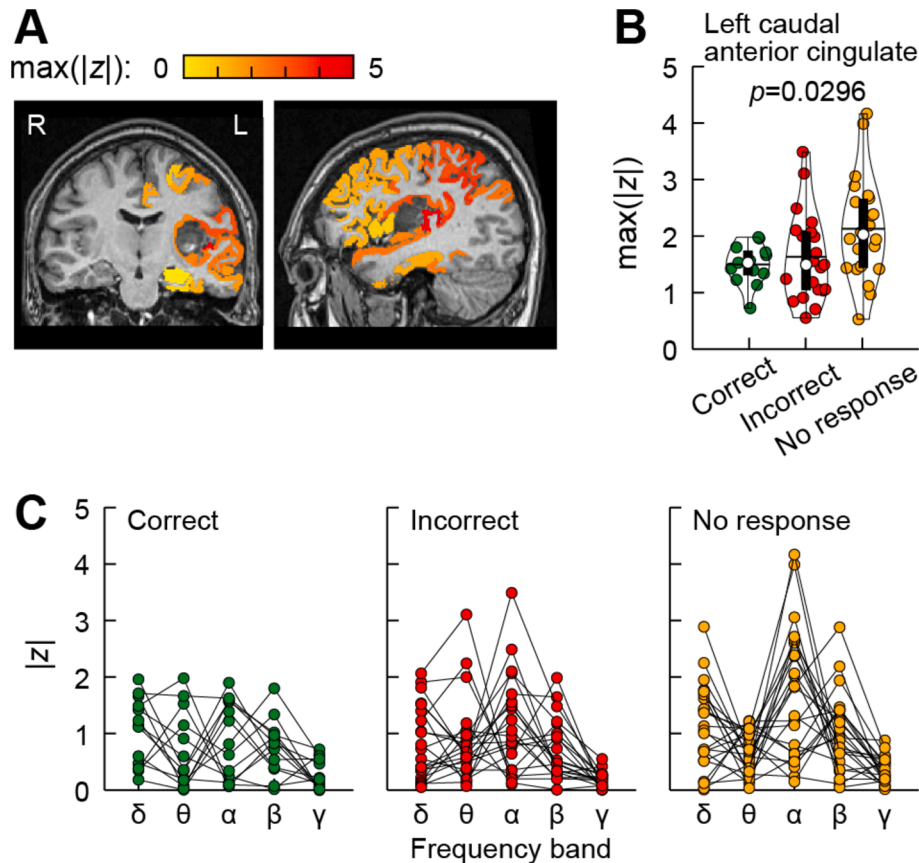 A
max(|z|): 0 5
R L
B
Left caudal
anterior cingulate
p=0.0296
max(|z|)
5
4
3
2
1
0
Correct
Incorrect
No response
C
|z|
5
4
3
2
1
0
Correct
Incorrect
No response
δ θ α β γ
δ θ α β γ
δ θ α β γ
Frequency band